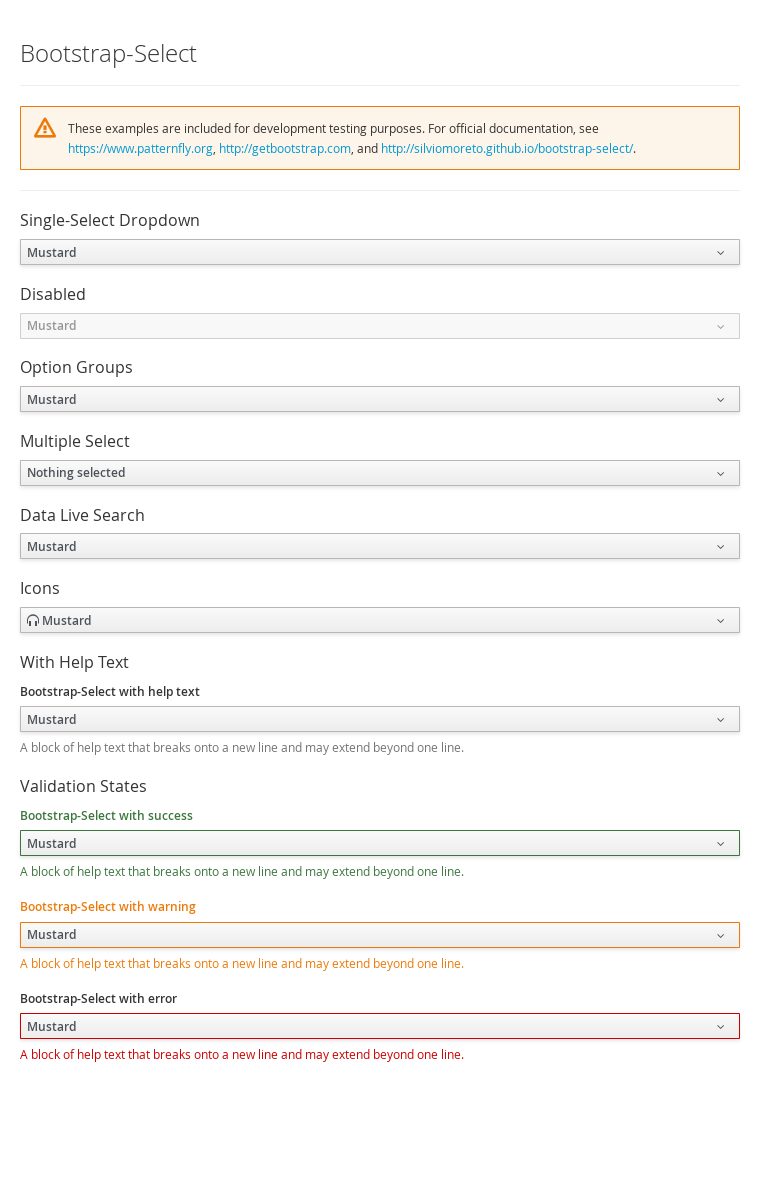 Bootstrap-Select
These examples are included for development testing purposes. For official documentation, see
https://www.patternfly.org, http://getbootstrap.com, and http://silviomoreto.github.io/bootstrap-select/.
Single-Select Dropdown
Mustard
Disabled
Mustard
Option Groups
Mustard
Multiple Select
Nothing selected
Data Live Search
Mustard
Icons
Mustard
With Help Text
Bootstrap-Select with help text
Mustard
A block of help text that breaks onto a new line and may extend beyond one line.
Validation States
Bootstrap-Select with success
Mustard
A block of help text that breaks onto a new line and may extend beyond one line.
Bootstrap-Select with warning
Mustard
A block of help text that breaks onto a new line and may extend beyond one line.
Bootstrap-Select with error
Mustard
A block of help text that breaks onto a new line and may extend beyond one line.